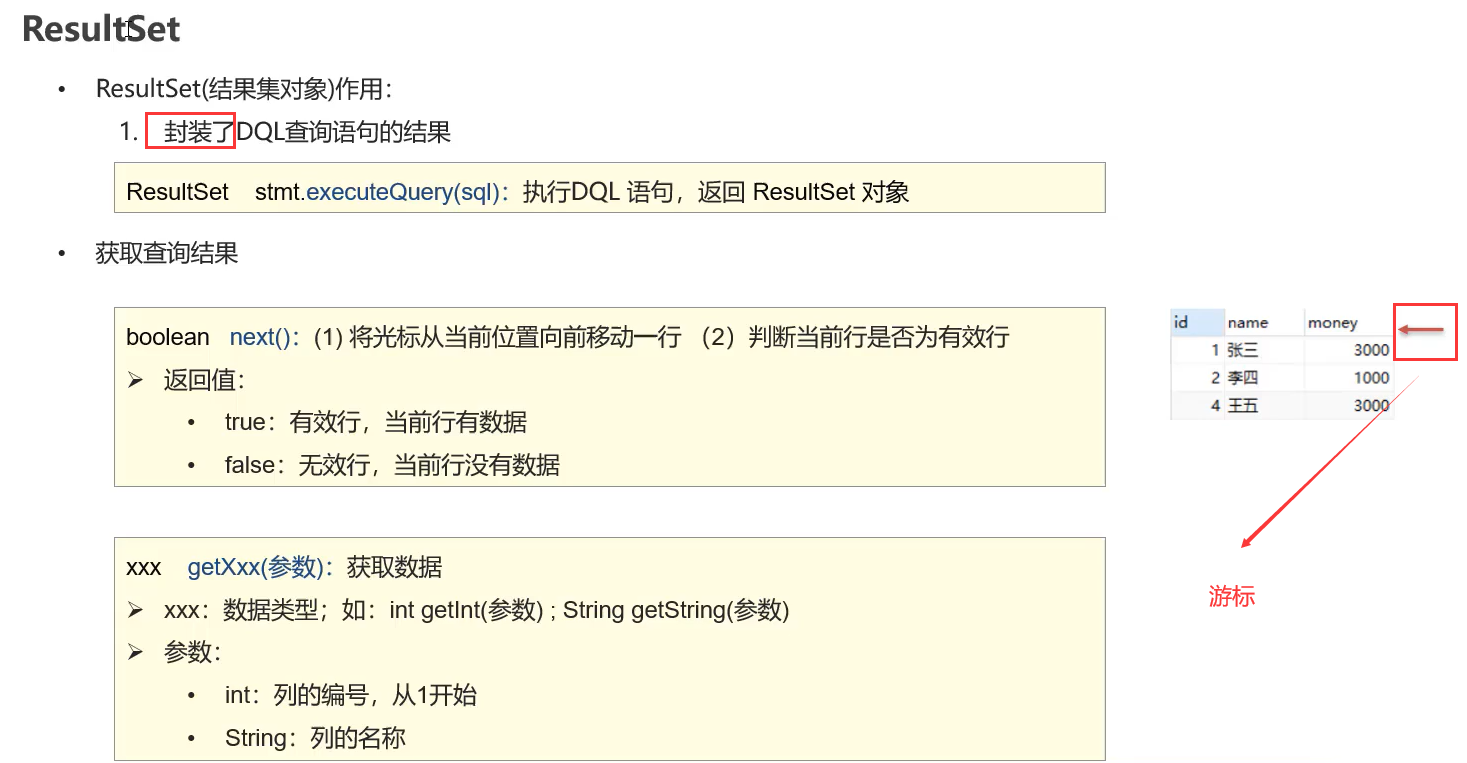 ResultSet
• ResultSet(结果集对象)作用：
1. 封装了DQL查询语句的结果
ResultSet stmt.executeQuery(sql)：执行DQL 语句，返回 ResultSet 对象
• 获取查询结果
boolean next()：(1) 将光标从当前位置向前移动一行 （2）判断当前行是否为有效行
➢ 返回值：
• true：有效行，当前行有数据
• false：无效行，当前行没有数据
id name money
1 张三 3000
2 李四 1000
4 王五 3000
游标
xxx getXxx(参数)：获取数据
➢ xxx：数据类型；如：int getInt(参数) ; String getString(参数)
➢ 参数：
• int：列的编号，从1开始
• String：列的名称